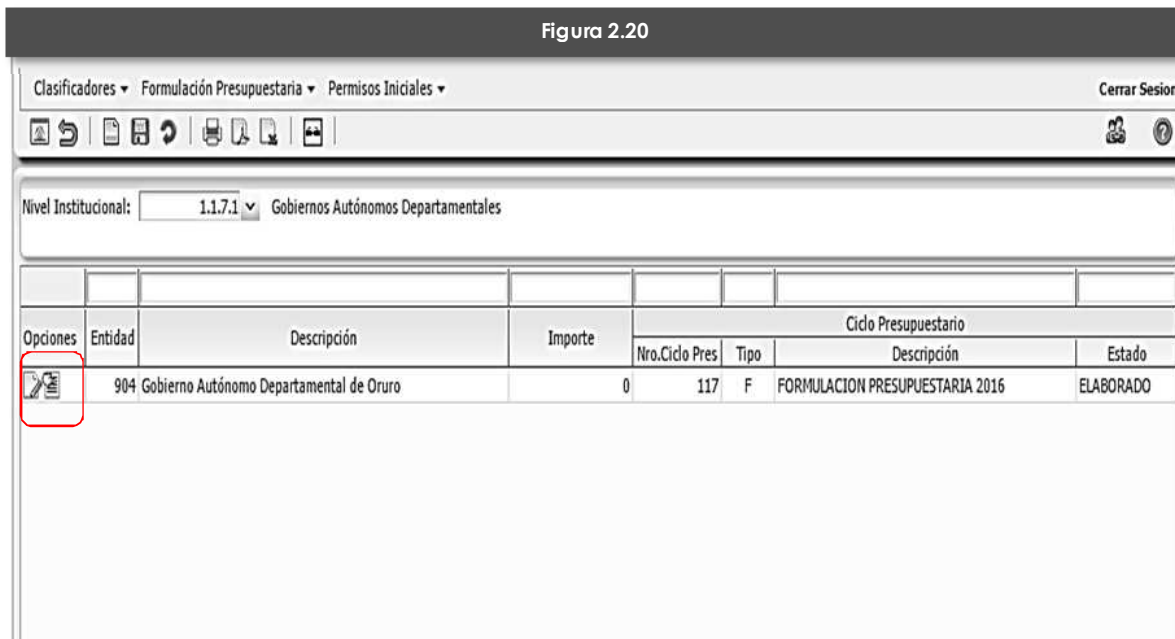 Figura 2.20
Clasificadores Formulación Presupuestaria Permisos Iniciales Cerrar Sesion
Nivel Institucional: 1.1.7.1 Gobiernos Autónomos Departamentales
Opciones Entidad Descripción Importe Ciclo Presupuestario
Nro.Ciclo Pres Tipo Descripción Estado
904 Gobierno Autónomo Departamental de Oruro 0 117 F FORMULACION PRESUPUESTARIA 2016 ELABORADO